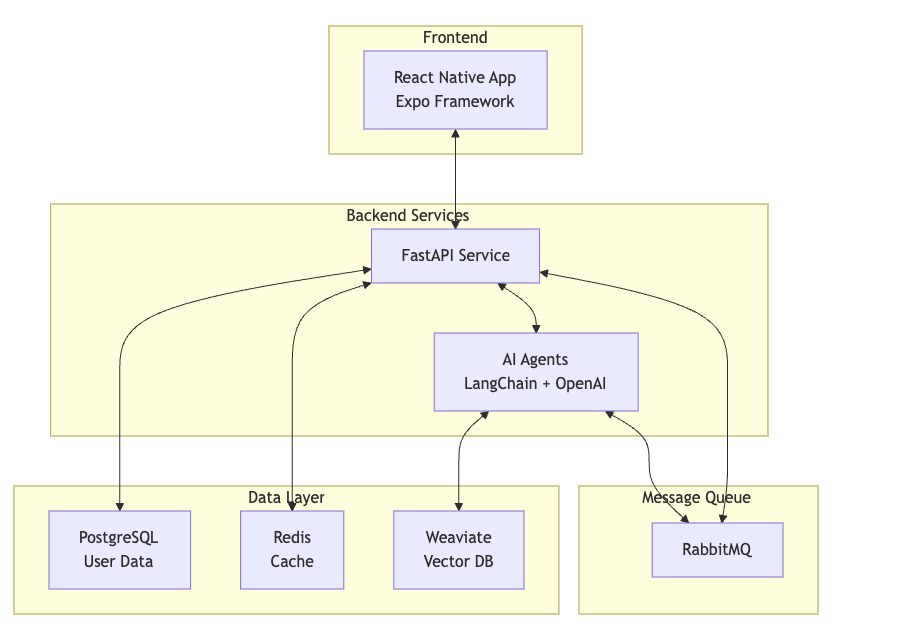 Frontend
React Native App
Expo Framework
Backend Services
FastAPI Service
AI Agents
LangChain + OpenAI
Data Layer
PostgreSQL
User Data
Redis
Cache
Weaviate
Vector DB
Message Queue
RabbitMQ